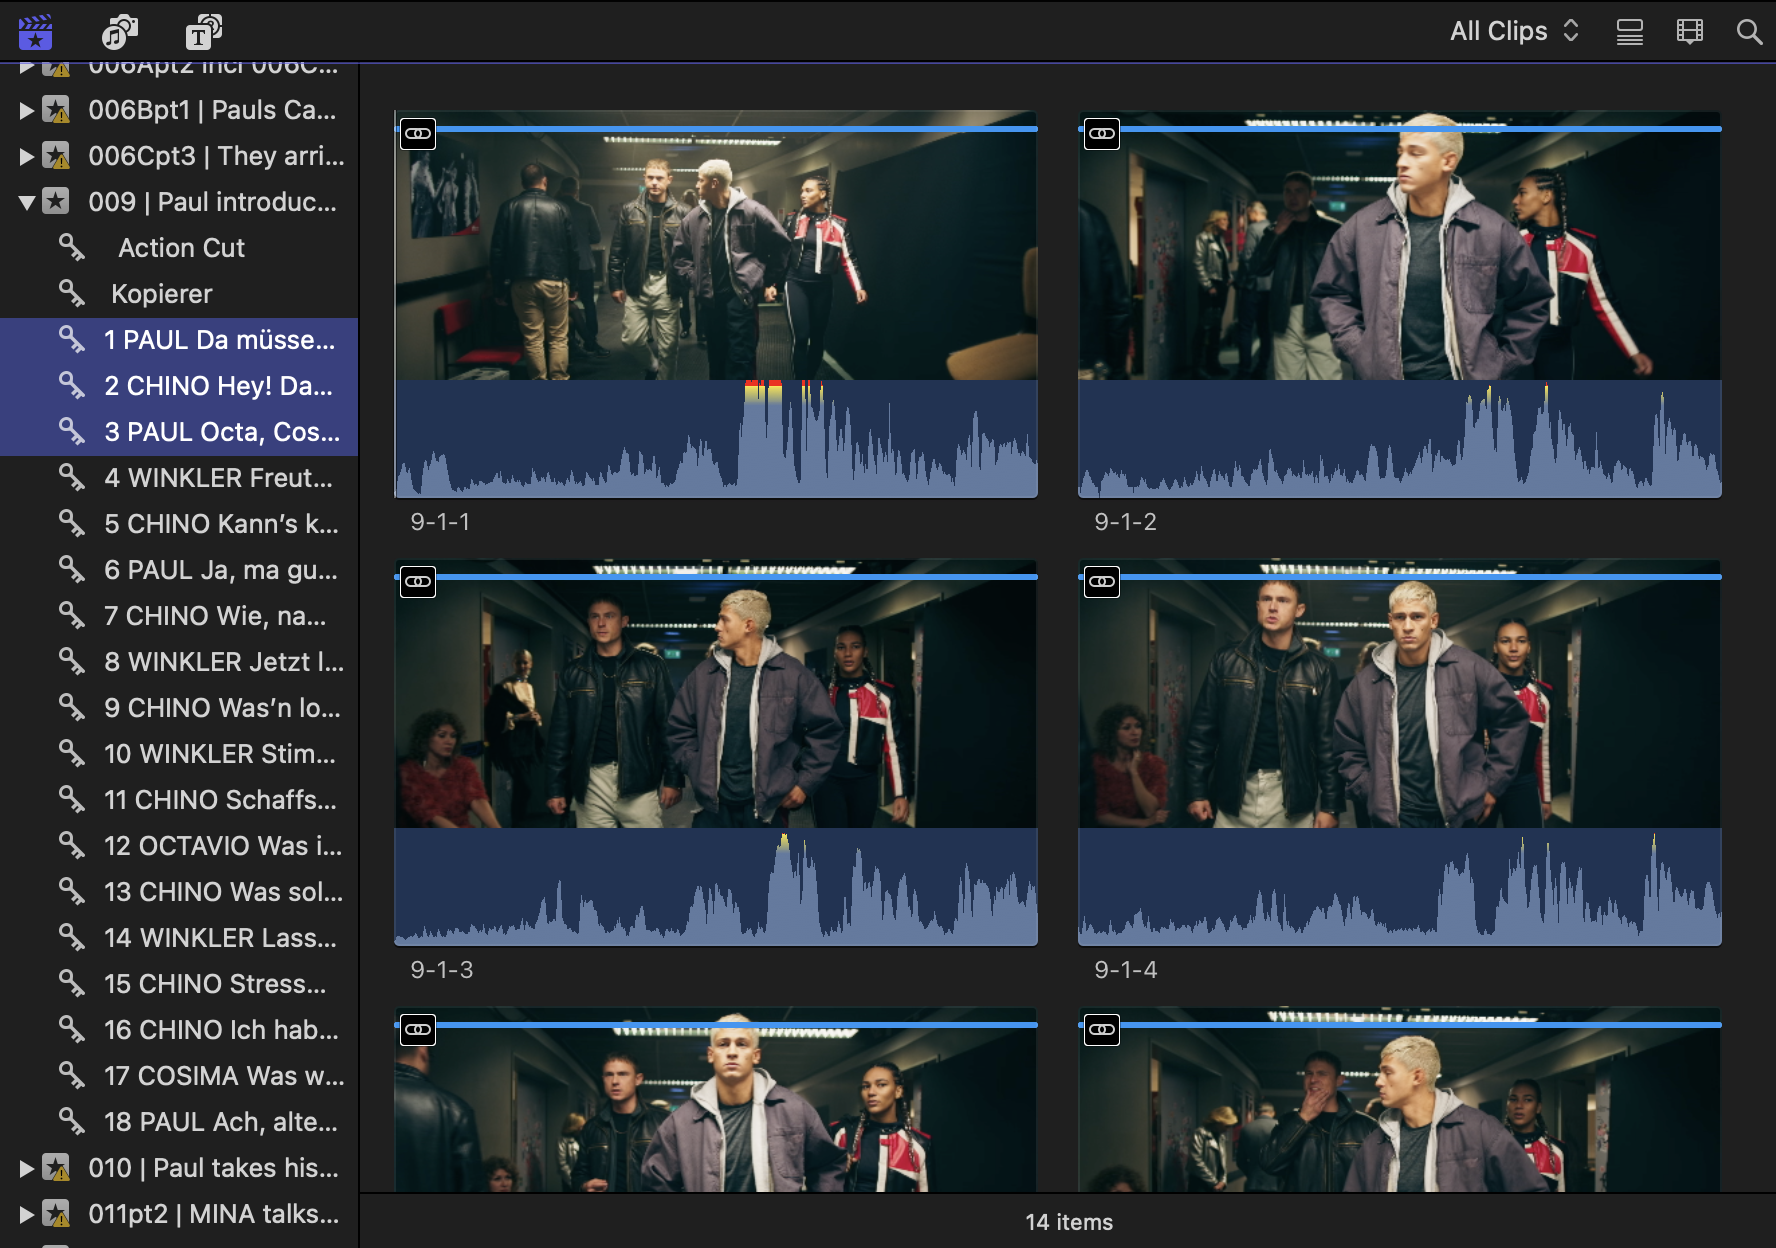 All Clips
006Apt2 incl 006C...
006Bpt1 | Pauls Ca...
006Cpt3 | They arri...
009 | Paul introduc...
Action Cut
Kopierer
1 PAUL Da müsse...
2 CHINO Hey! Da...
3 PAUL Octa, Cos...
4 WINKLER Freut...
5 CHINO Kann's k...
6 PAUL Ja, ma gu...
7 CHINO Wie, na...
8 WINKLER Jetzt l...
9 CHINO Was'n lo...
10 WINKLER Stim...
11 CHINO Schaffs...
12 OCTAVIO Was i...
13 CHINO Was sol...
14 WINKLER Lass...
15 CHINO Stress...
16 CHINO Ich hab...
17 COSIMA Was w...
18 PAUL Ach, alte...
010 | Paul takes his...
011pt2 | MINA talks...
9-1-1
9-1-2
9-1-3
9-1-4
14 items